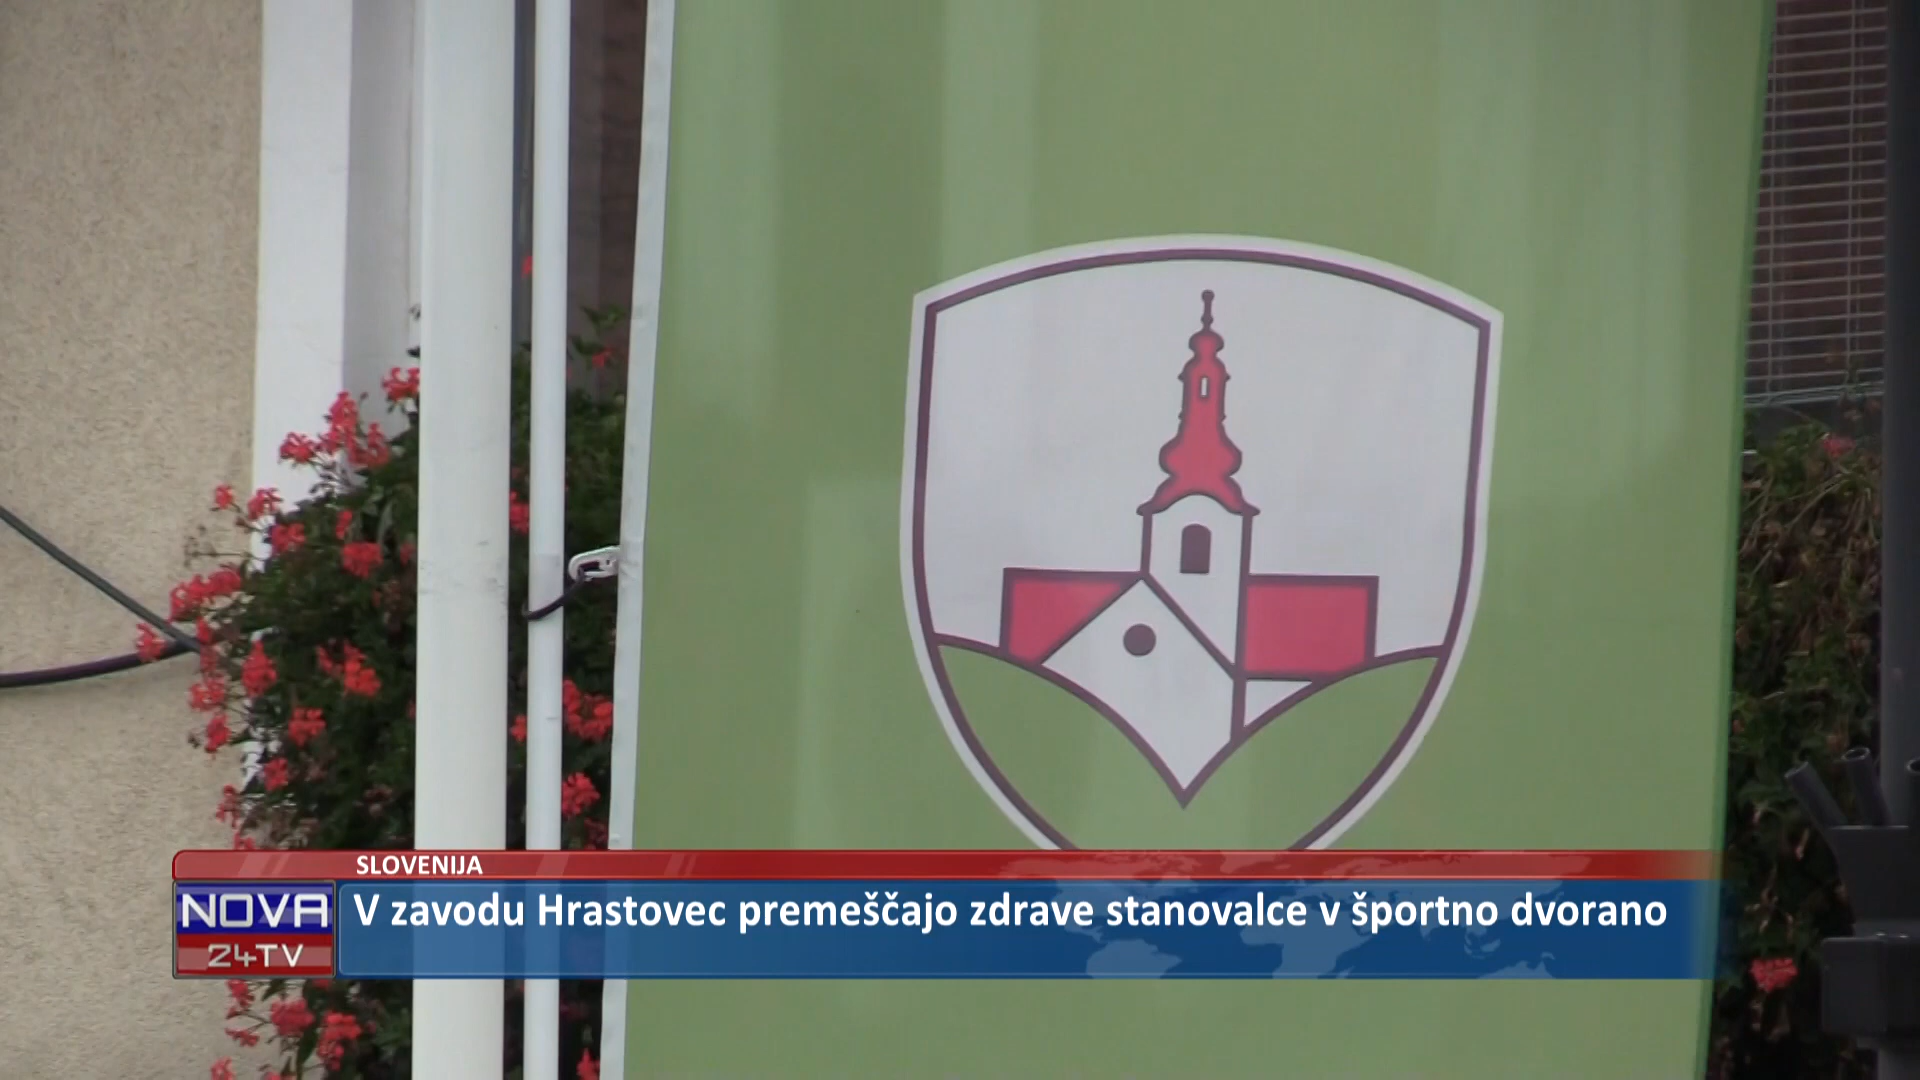 SLOVENIJA
NOVA
24TV
V zavodu Hrastovec premeščajo zdrave stanovalce v športno dvorano